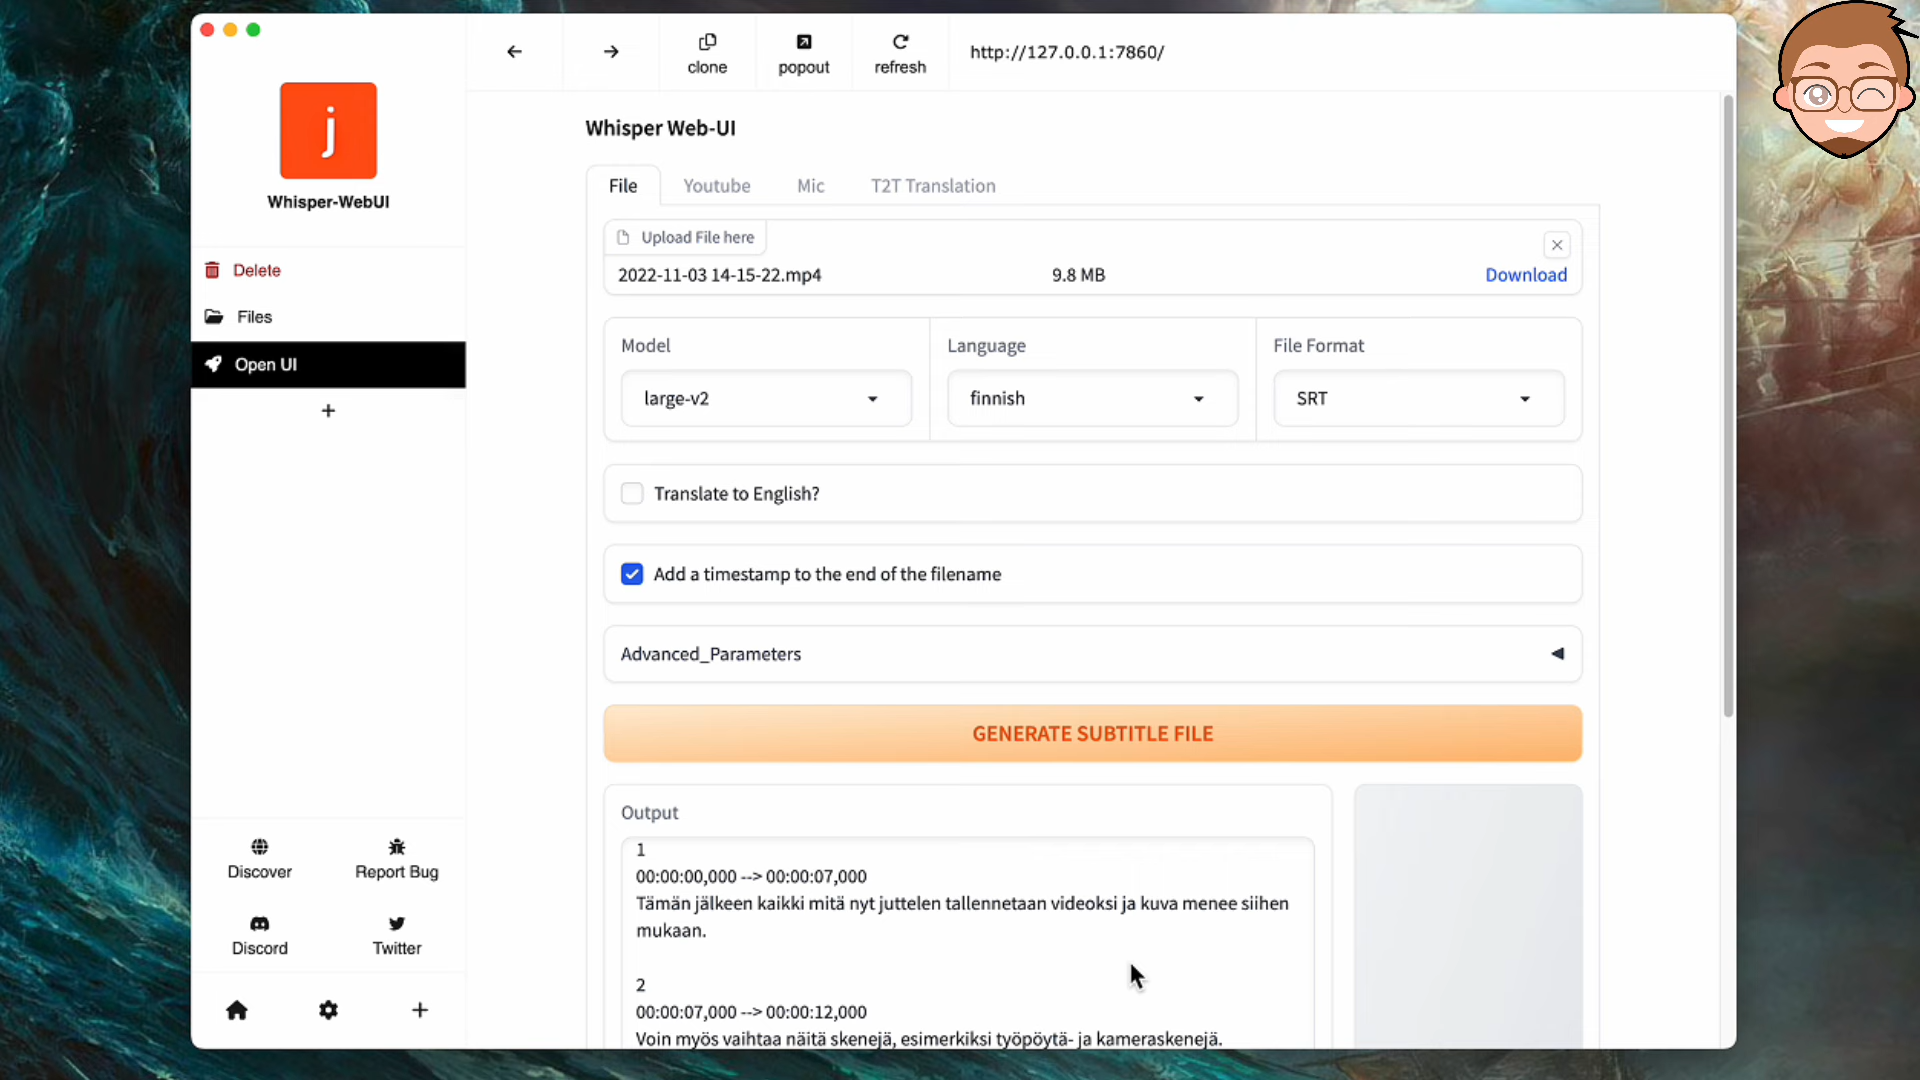 clone
popout
refresh
http://127.0.0.1:7860/
j
Whisper-WebUI
Delete
Files
Open UI
Discover
Report Bug
Discord
Twitter
Whisper Web-UI
File
Youtube
Mic
T2T Translation
Upload File here
2022-11-03 14-15-22.mp4
9.8 MB
Download
Model
Language
File Format
large-v2
finnish
SRT
Translate to English?
Add a timestamp to the end of the filename
Advanced_Parameters
GENERATE SUBTITLE FILE
Output
1
00:00:00,000 --> 00:00:07,000
Tämän jälkeen kaikki mitä nyt juttelen tallennetaan videoksi ja kuva menee siihen
mukaan.
2
00:00:07,000 --> 00:00:12,000
Voin myös vaihtaa näitä skenejä, esimerkiksi työpöytä- ja kameraskenejä.